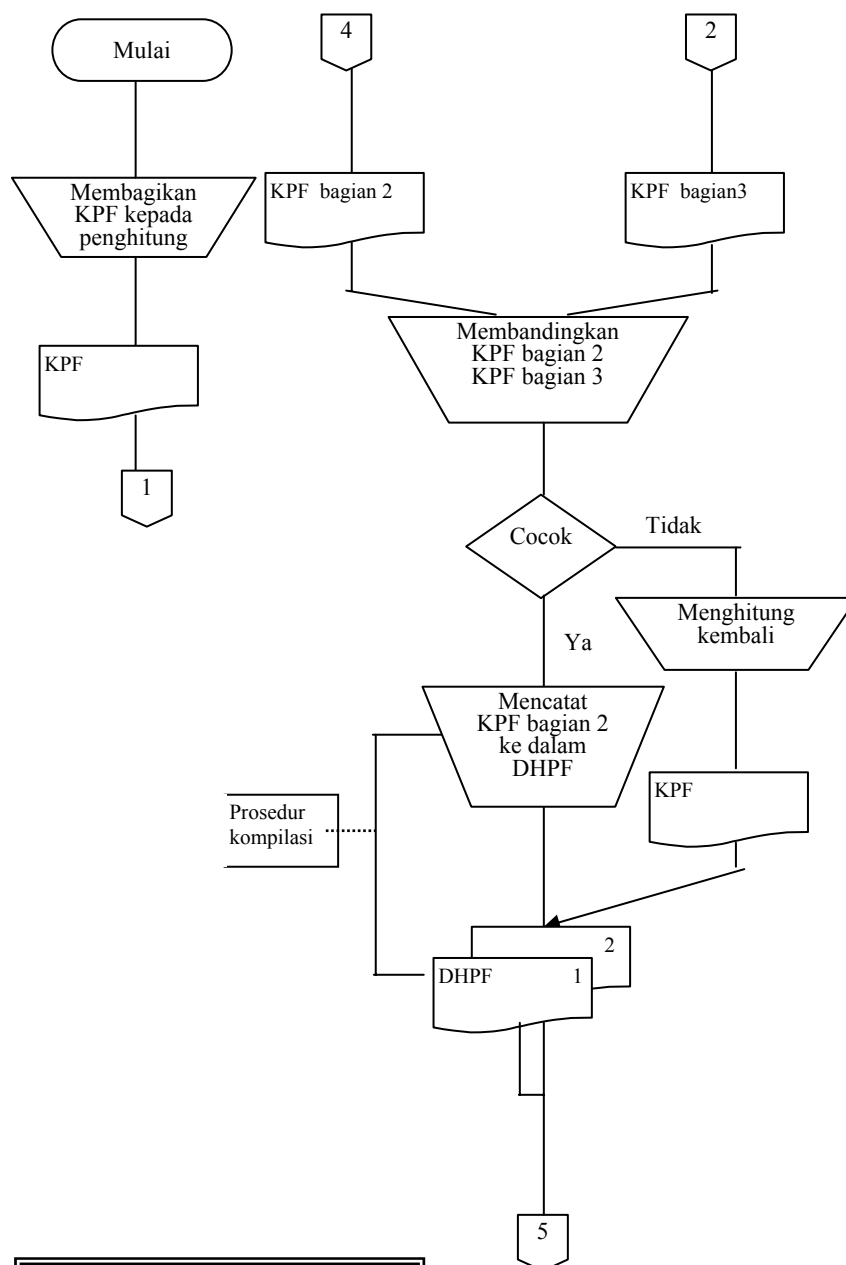 Mulai
4
2
Membagikan
KPF kepada
penghitung
KPF bagian 2
KPF bagian3
KPF
1
Membandingkan
KPF bagian 2
KPF bagian 3
Cocok
Tidak
Ya
Menghitung
kembali
Mencatat
KPF bagian 2
ke dalam
DHPF
KPF
Prosedur
kompilasi
2
DHPF 1
5